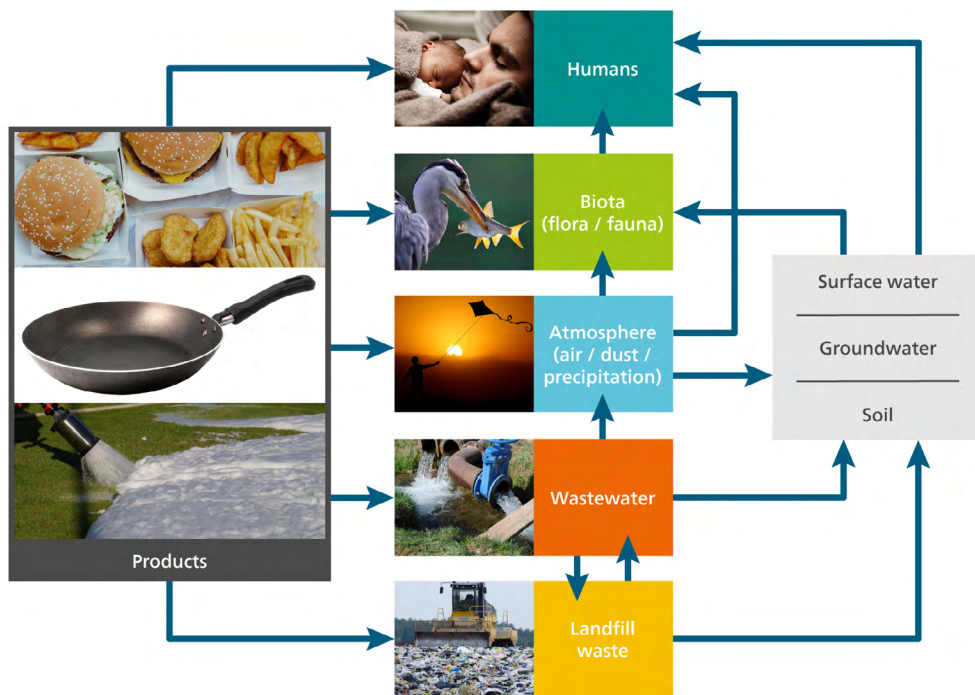 Humans
Biota
(flora / fauna)
Atmosphere
(air / dust /
precipitation)
Surface water
Groundwater
Soil
Wastewater
Products
Landfill
waste